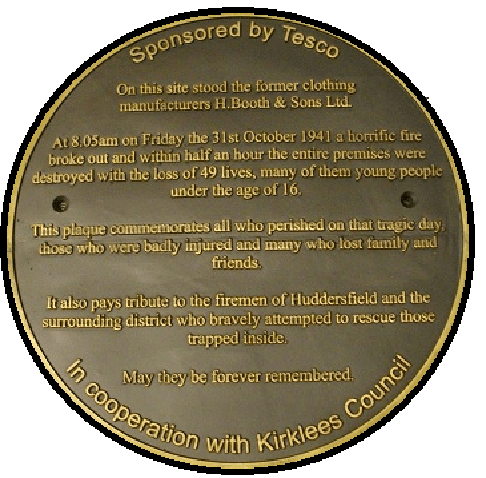 Sponsored by Tesco
On this site stood the former clothing
manufacturers H.Booth & Sons Ltd.
At 8.05am on Friday the 31st October 1941 a horrific fire
broke out and within half an hour the entire premises were
destroyed with the loss of 49 lives, many of them young people
under the age of 16.
This plaque commemorates all who perished on that tragic day,
those who were badly injured and many who lost family and
friends.
It also pays tribute to the firemen of Huddersfield and the
surrounding district who bravely attempted to rescue those
trapped inside.
May they be forever remembered.
In cooperation with Kirklees Council